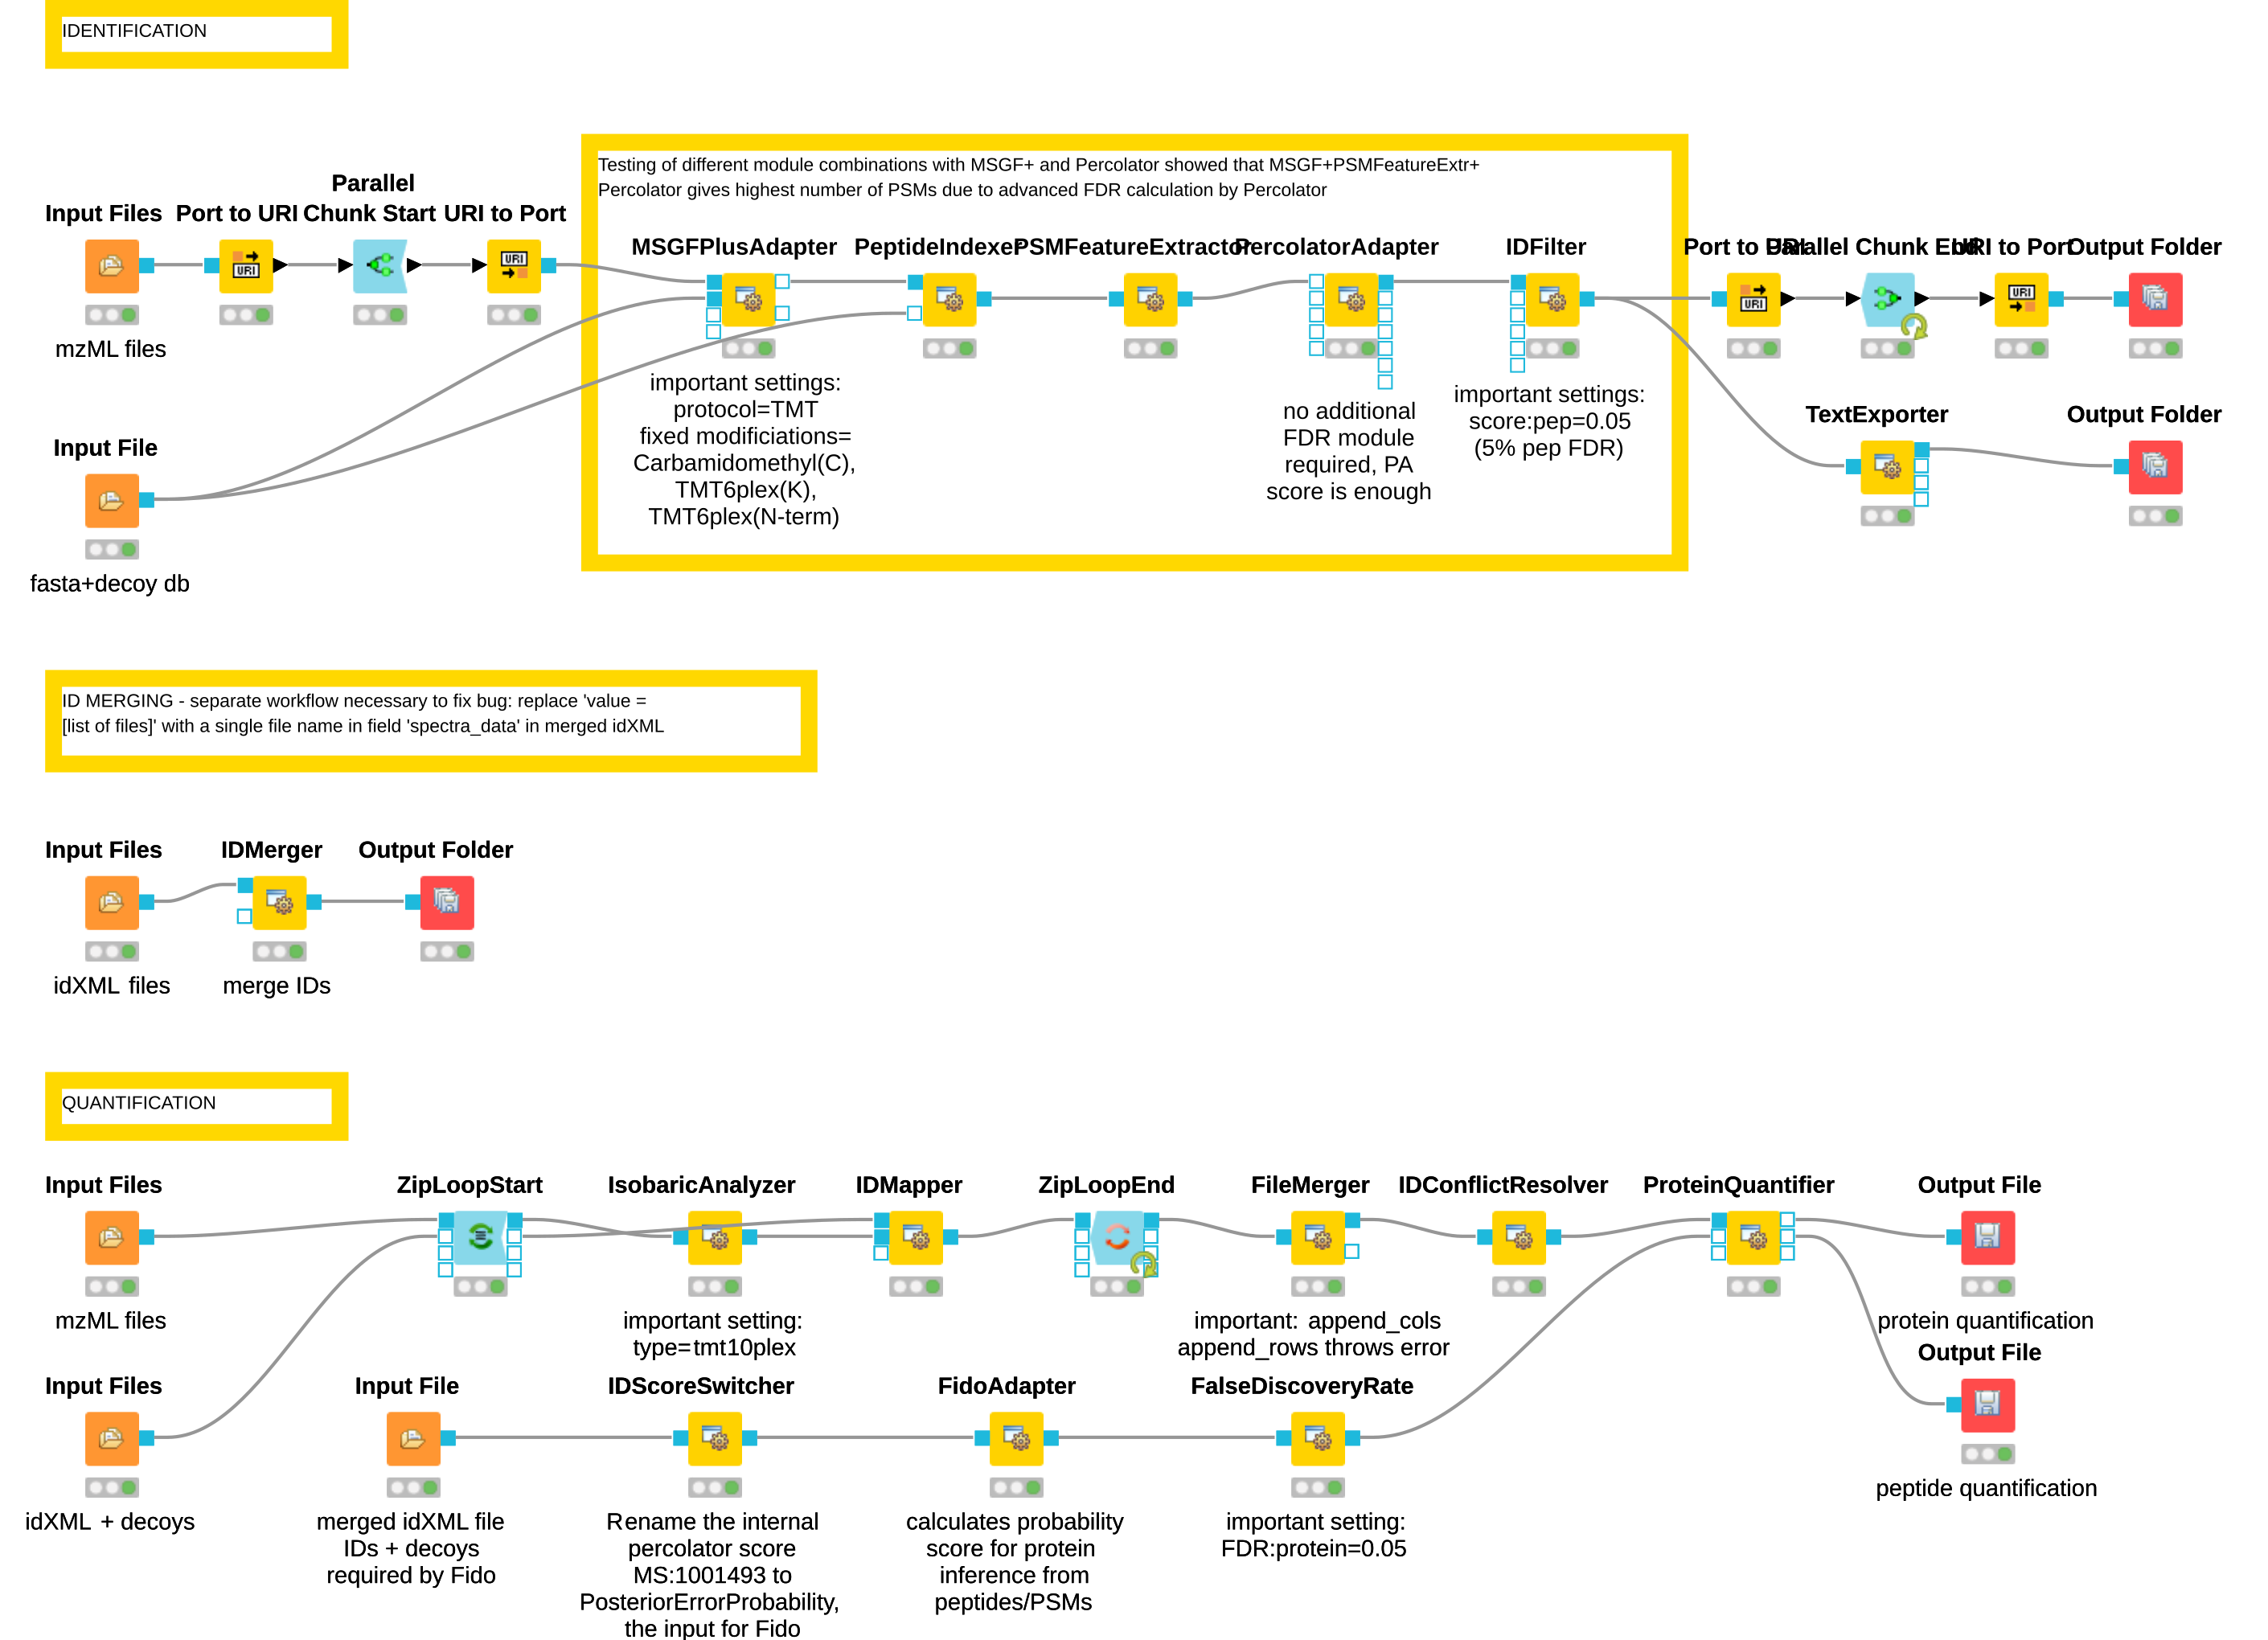 IDENTIFICATION
Testing of different module combinations with MSGF+ and Percolator showed that MSGF+PSMFeatureExtr+
Percolator gives highest number of PSMs due to advanced FDR calculation by Percolator
Input Files
Port to URI
Parallel
Chunk Start
URI to Port
MSGFPlusAdapter
PeptideIndexer
PSMFeatureExtractor
PercolatorAdapter
IDFilter
Port to URI
Parallel Chunk End
URI to Port
Output Folder
URI
URI
URI
URI
mzML files
important settings:
protocol=TMT
fixed modificiations=
Carbamidomethyl(C),
TMT6plex(K),
TMT6plex(N-term)
no additional
FDR module
required, PA
score is enough
important settings:
score:pep=0.05
(5% pep FDR)
TextExporter
Output Folder
Input File
fasta+decoy db
ID MERGING - separate workflow necessary to fix bug: replace 'value =
[list of files]' with a single file name in field 'spectra_data' in merged idXML
Input Files
IDMerger
Output Folder
idXML files
merge IDs
QUANTIFICATION
Input Files
ZipLoopStart
IsobaricAnalyzer
IDMapper
ZipLoopEnd
FileMerger
IDConflictResolver
ProteinQuantifier
Output File
mzML files
important setting:
type=tmt10plex
important: append_cols
append_rows throws error
protein quantification
Output File
peptide quantification
Input Files
Input File
IDScoreSwitcher
FidoAdapter
FalseDiscoveryRate
idXML + decoys
merged idXML file
IDs + decoys
required by Fido
Rename the internal
percolator score
MS:1001493 to
PosteriorErrorProbability,
the input for Fido
calculates probability
score for protein
inference from
peptides/PSMs
important setting:
FDR:protein=0.05